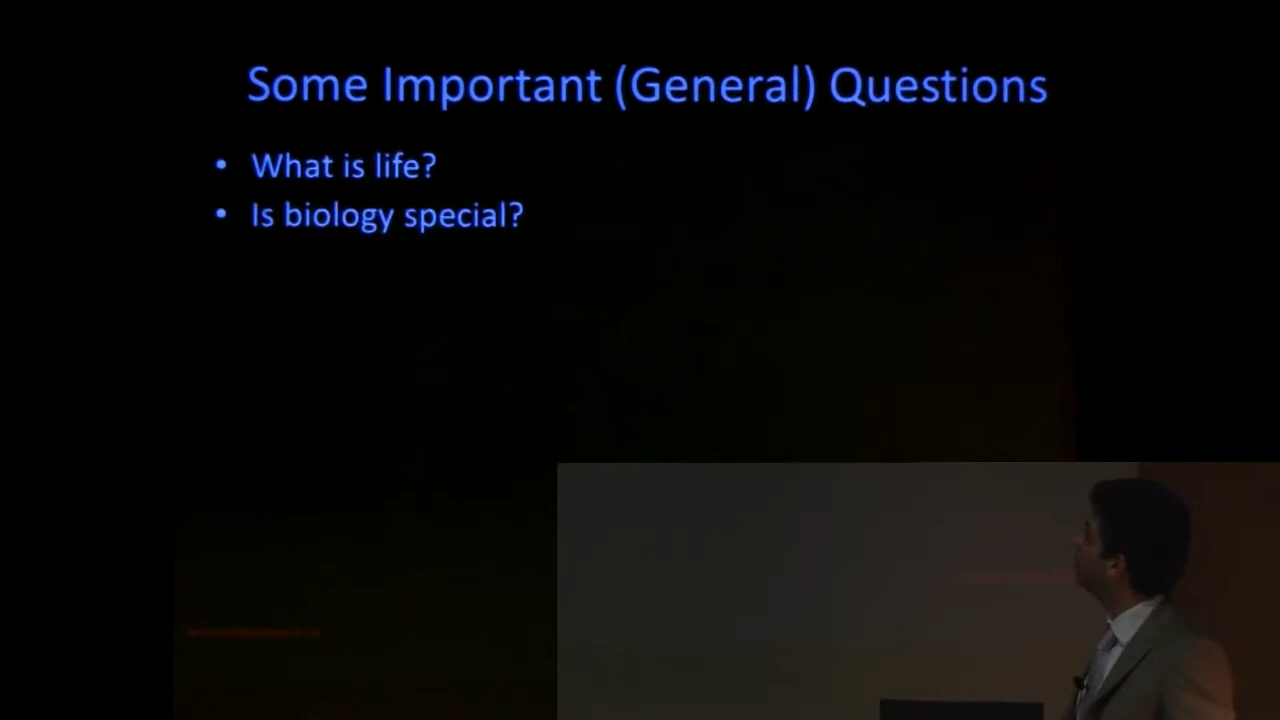 Some Important (General) Questions
• What is life?
• Is biology special?